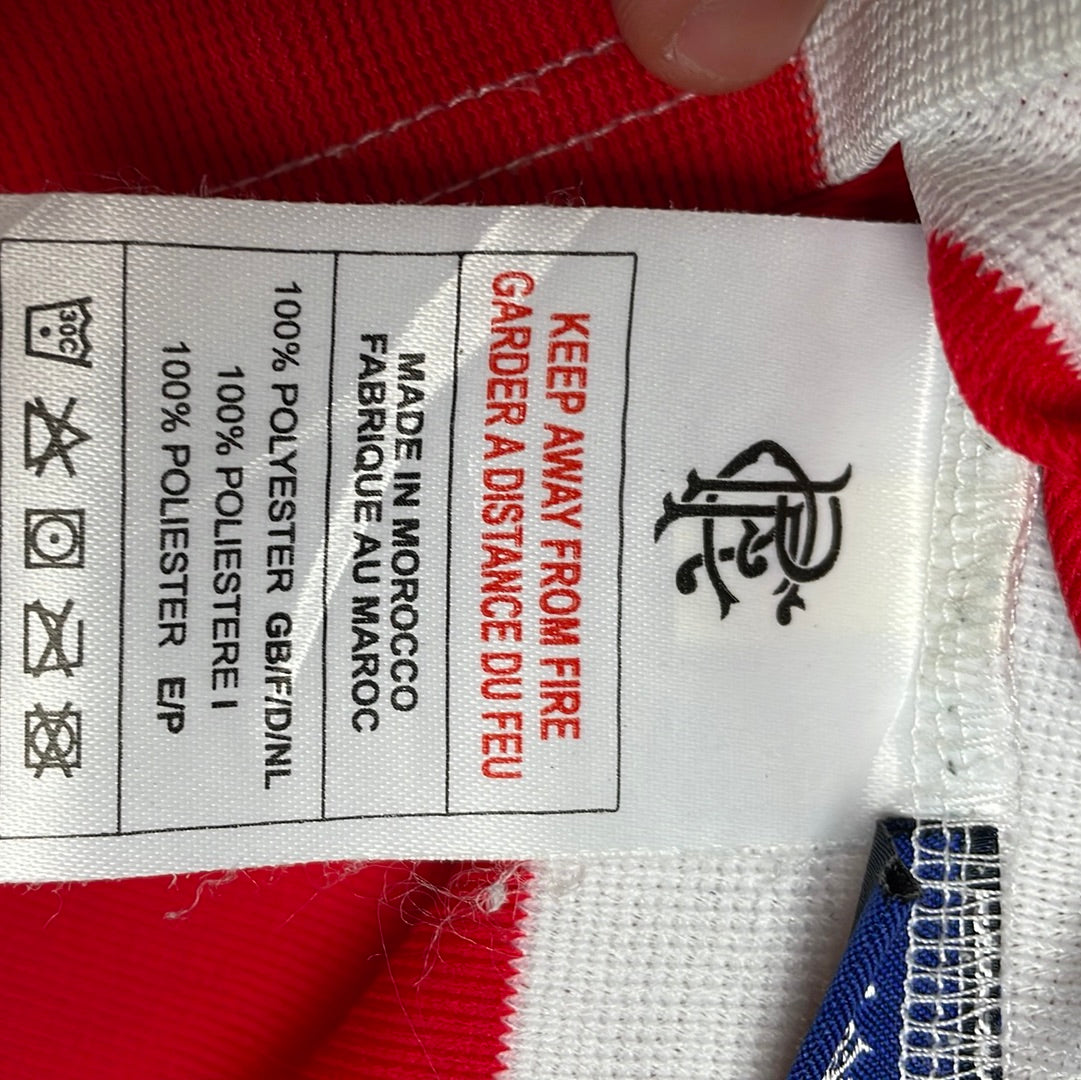 KEEP AWAY FROM FIRE
GARDER A DISTANCE DU FEU
MADE IN MOROCCO
FABRIQUE AU MAROC
100% POLYESTER GB/F/D/NL
100% POLIESTERE I
100% POLIESTER E/P
30C